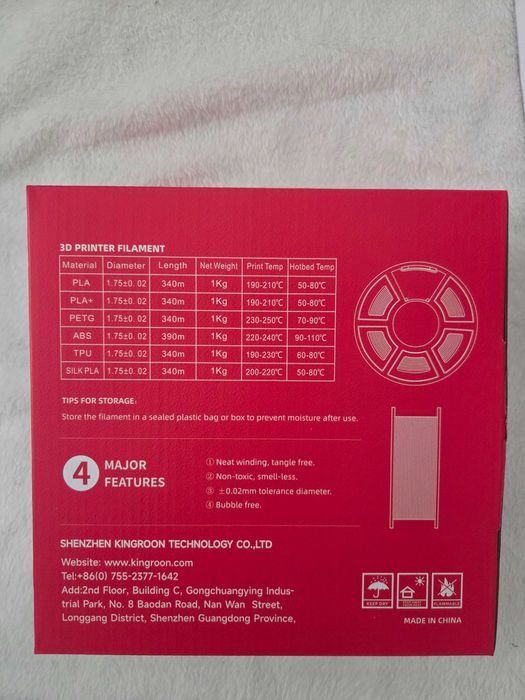 3D PRINTER FILAMENT
Material Diameter Length Net Weight Print Temp Hotbed Temp
PLA 1.75±0.02 340m 1Kg 190-210℃ 50-80℃
PLA+ 1.75±0.02 340m 1Kg 190-210℃ 50-80℃
PETG 1.75±0.02 340m 1Kg 230-250℃ 70-90℃
ABS 1.75±0.02 390m 1Kg 220-240℃ 90-110℃
TPU 1.75±0.02 340m 1Kg 190-230℃ 60-80℃
SILK PLA 1.75±0.02 340m 1Kg 200-220℃ 50-80℃
TIPS FOR STORAGE:
Store the filament in a sealed plastic bag or box to prevent moisture after use.
4 MAJOR
FEATURES
① Neat winding, tangle free.
② Non-toxic, smell-less.
③ ±0.02mm tolerance diameter.
④ Bubble free.
SHENZHEN KINGROON TECHNOLOGY CO.,LTD
Website: www.kingroon.com
Tel:+86(0) 755-2377-1642
Add:2nd Floor, Building C, Gongchuangying Indus-
trial Park, No. 8 Baodan Road, Nan Wan Street,
Longgang District, Shenzhen Guangdong Province,
KEEP DRY
FLAMMABLE
MADE IN CHINA